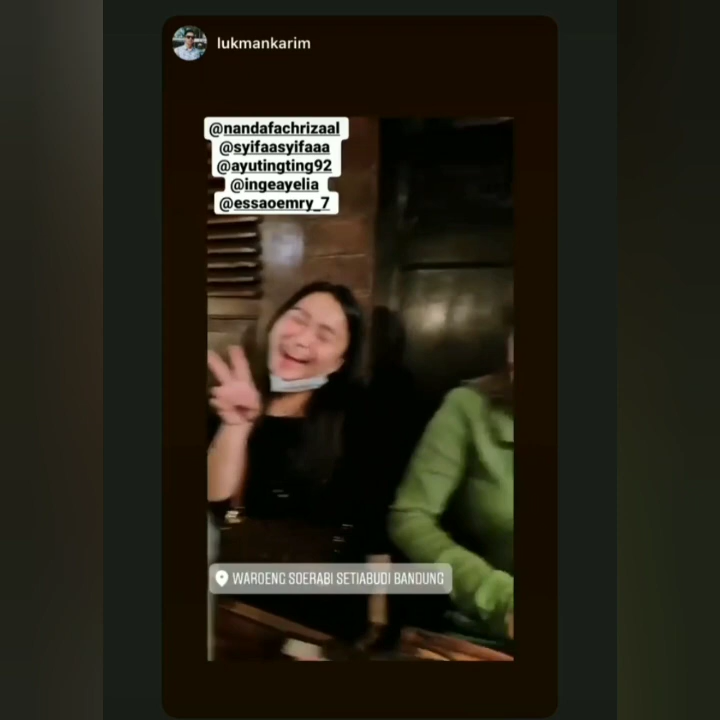 lukmankarim
@nandafachrizaal
@syifaasyifaaa
@ayutingting92
@ingeayelia
@essaoemry_7
WAROENG SOERABI SETIABUDI BANDUNG